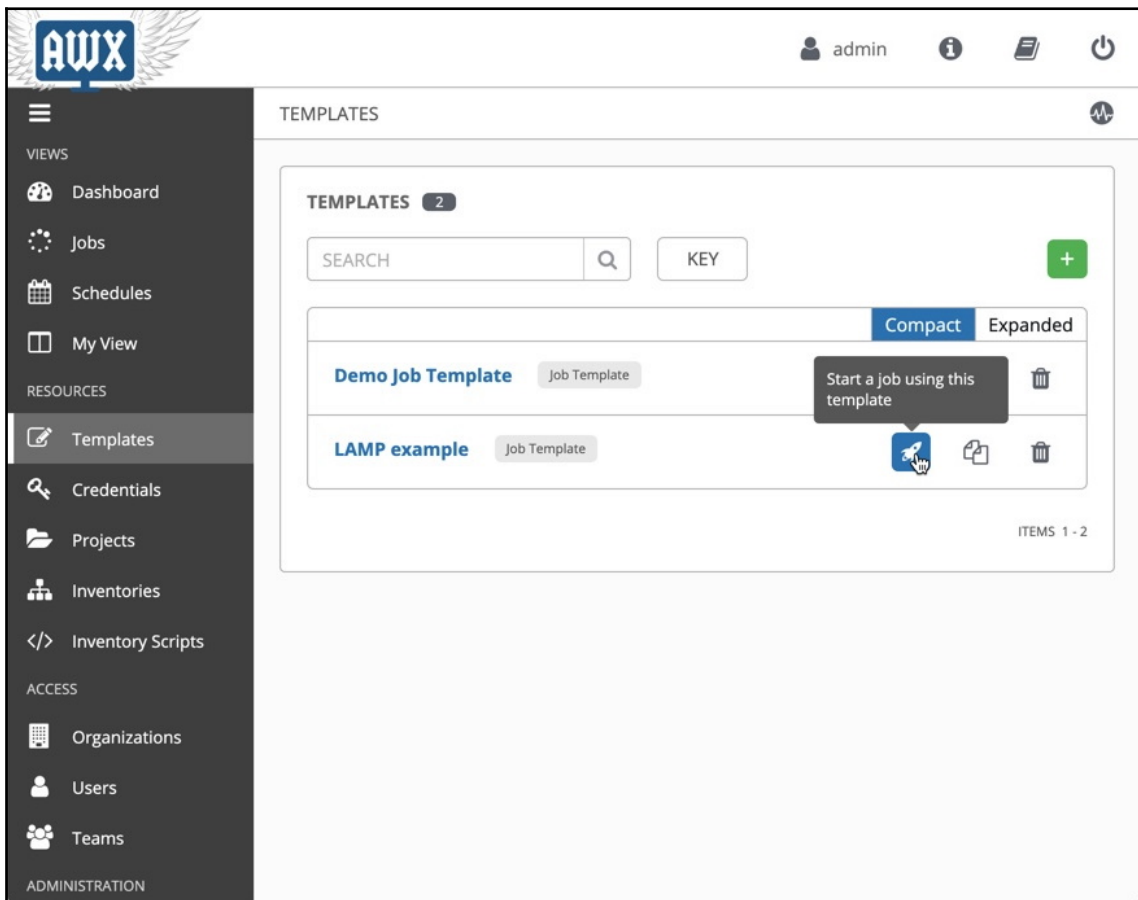 AWX
admin
TEMPLATES
VIEWS
Dashboard
Jobs
Schedules
My View
RESOURCES
Templates
Credentials
Projects
Inventories
Inventory Scripts
ACCESS
Organizations
Users
Teams
ADMINISTRATION
TEMPLATES 2
SEARCH
KEY
+
Compact Expanded
Demo Job Template Job Template
Start a job using this
template
LAMP example Job Template
ITEMS 1 - 2